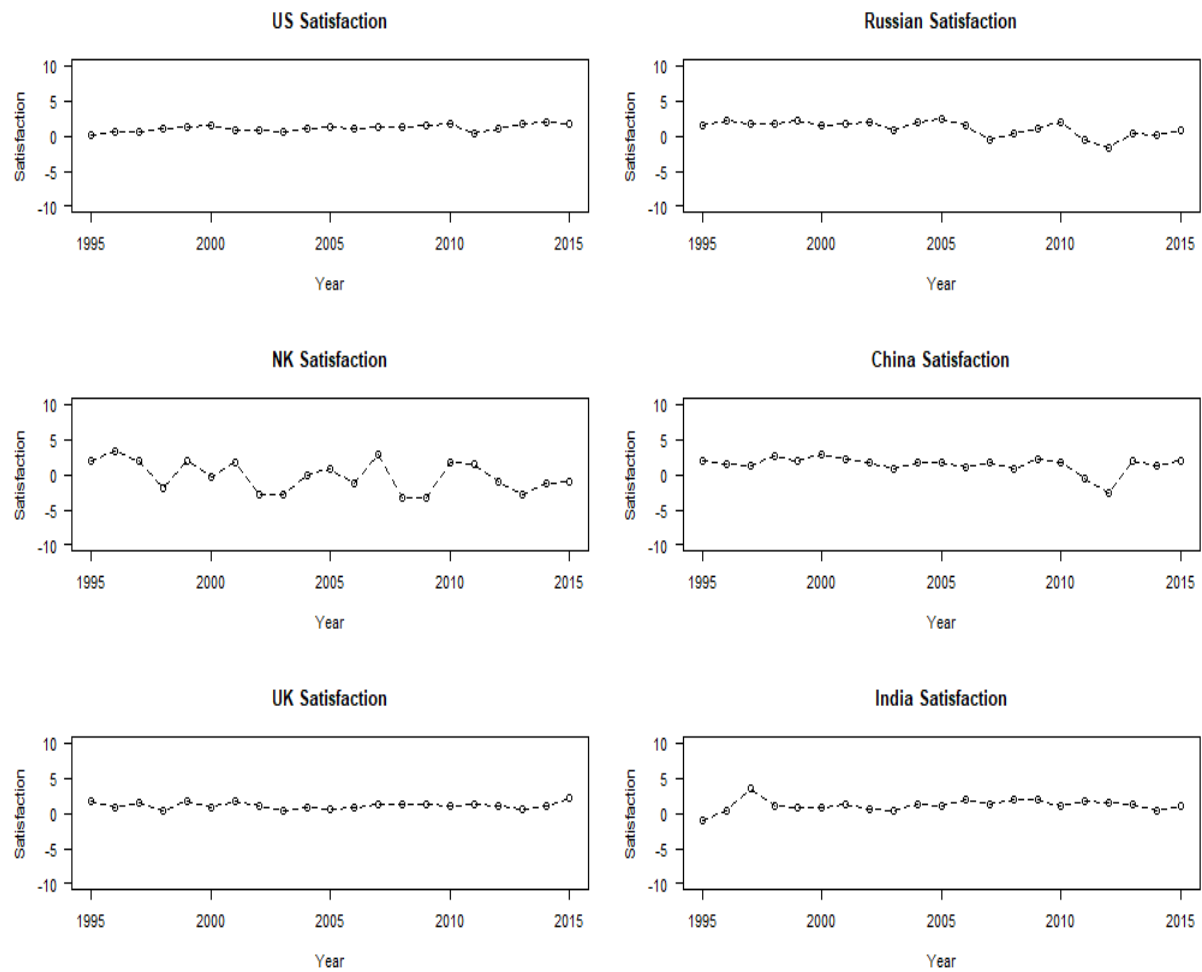 US Satisfaction
Satisfaction
10
5
0
-5
-10
1995 2000 2005 2010 2015
Year
Russian Satisfaction
Satisfaction
10
5
0
-5
-10
1995 2000 2005 2010 2015
Year
NK Satisfaction
Satisfaction
10
5
0
-5
-10
1995 2000 2005 2010 2015
Year
China Satisfaction
Satisfaction
10
5
0
-5
-10
1995 2000 2005 2010 2015
Year
UK Satisfaction
Satisfaction
10
5
0
-5
-10
1995 2000 2005 2010 2015
Year
India Satisfaction
Satisfaction
10
5
0
-5
-10
1995 2000 2005 2010 2015
Year